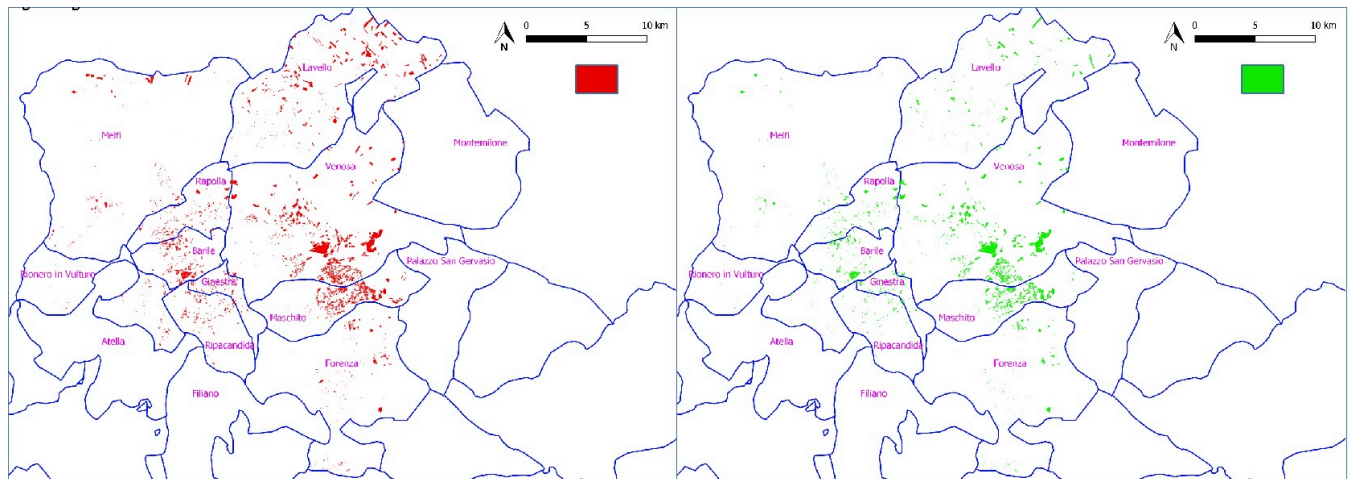 0 5 10 km
N
Lavello
Melfi
Montemilone
Venosa
Rapolla
Barile
Palazzo San Gervasio
Rionero in Vulture
Ginestra
Maschito
Atella
Ripacandida
Forenza
Filiano
0 5 10 km
N
Lavello
Melfi
Montemilone
Venosa
Rapolla
Barile
Palazzo San Gervasio
Rionero in Vulture
Ginestra
Maschito
Atella
Ripacandida
Forenza
Filiano